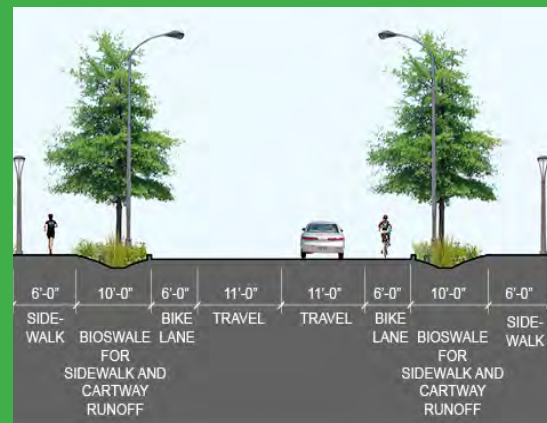 6'-0" 10'-0" 6'-0" 11'-0" 11'-0" 6'-0" 10'-0" 6'-0"
SIDE-
WALK
BIOSWALE
FOR
SIDEWALK AND
CARTWAY
RUNOFF
BIKE
LANE
TRAVEL
TRAVEL
BIKE
LANE
BIOSWALE
FOR
SIDEWALK AND
CARTWAY
RUNOFF
SIDE-
WALK